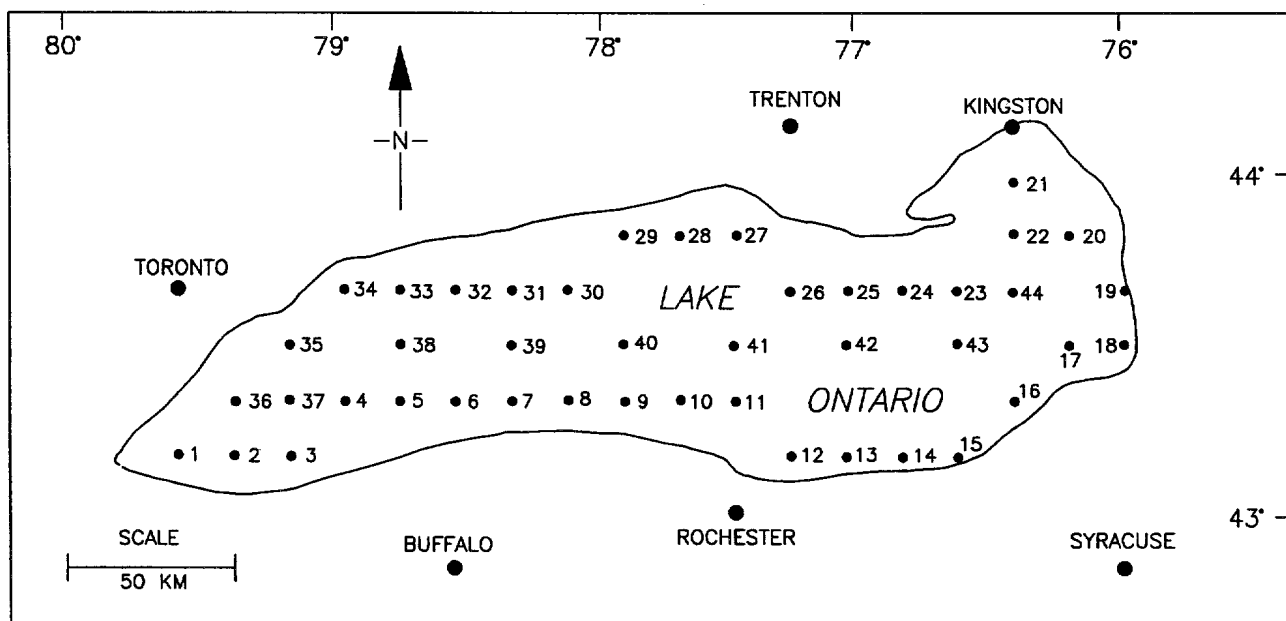 80° 79° 78° 77° 76°
TRENTON KINGSTON
-N-
44°
21
29 28 27 22 20
TORONTO
34 33 32 31 30 LAKE 26 25 24 23 44 19
35 38 39 40 41 42 43 17 18
36 37 4 5 6 7 8 9 10 11 ONTARIO 16
1 2 3 12 13 14 15
43°
SCALE BUFFALO ROCHESTER SYRACUSE
50 KM